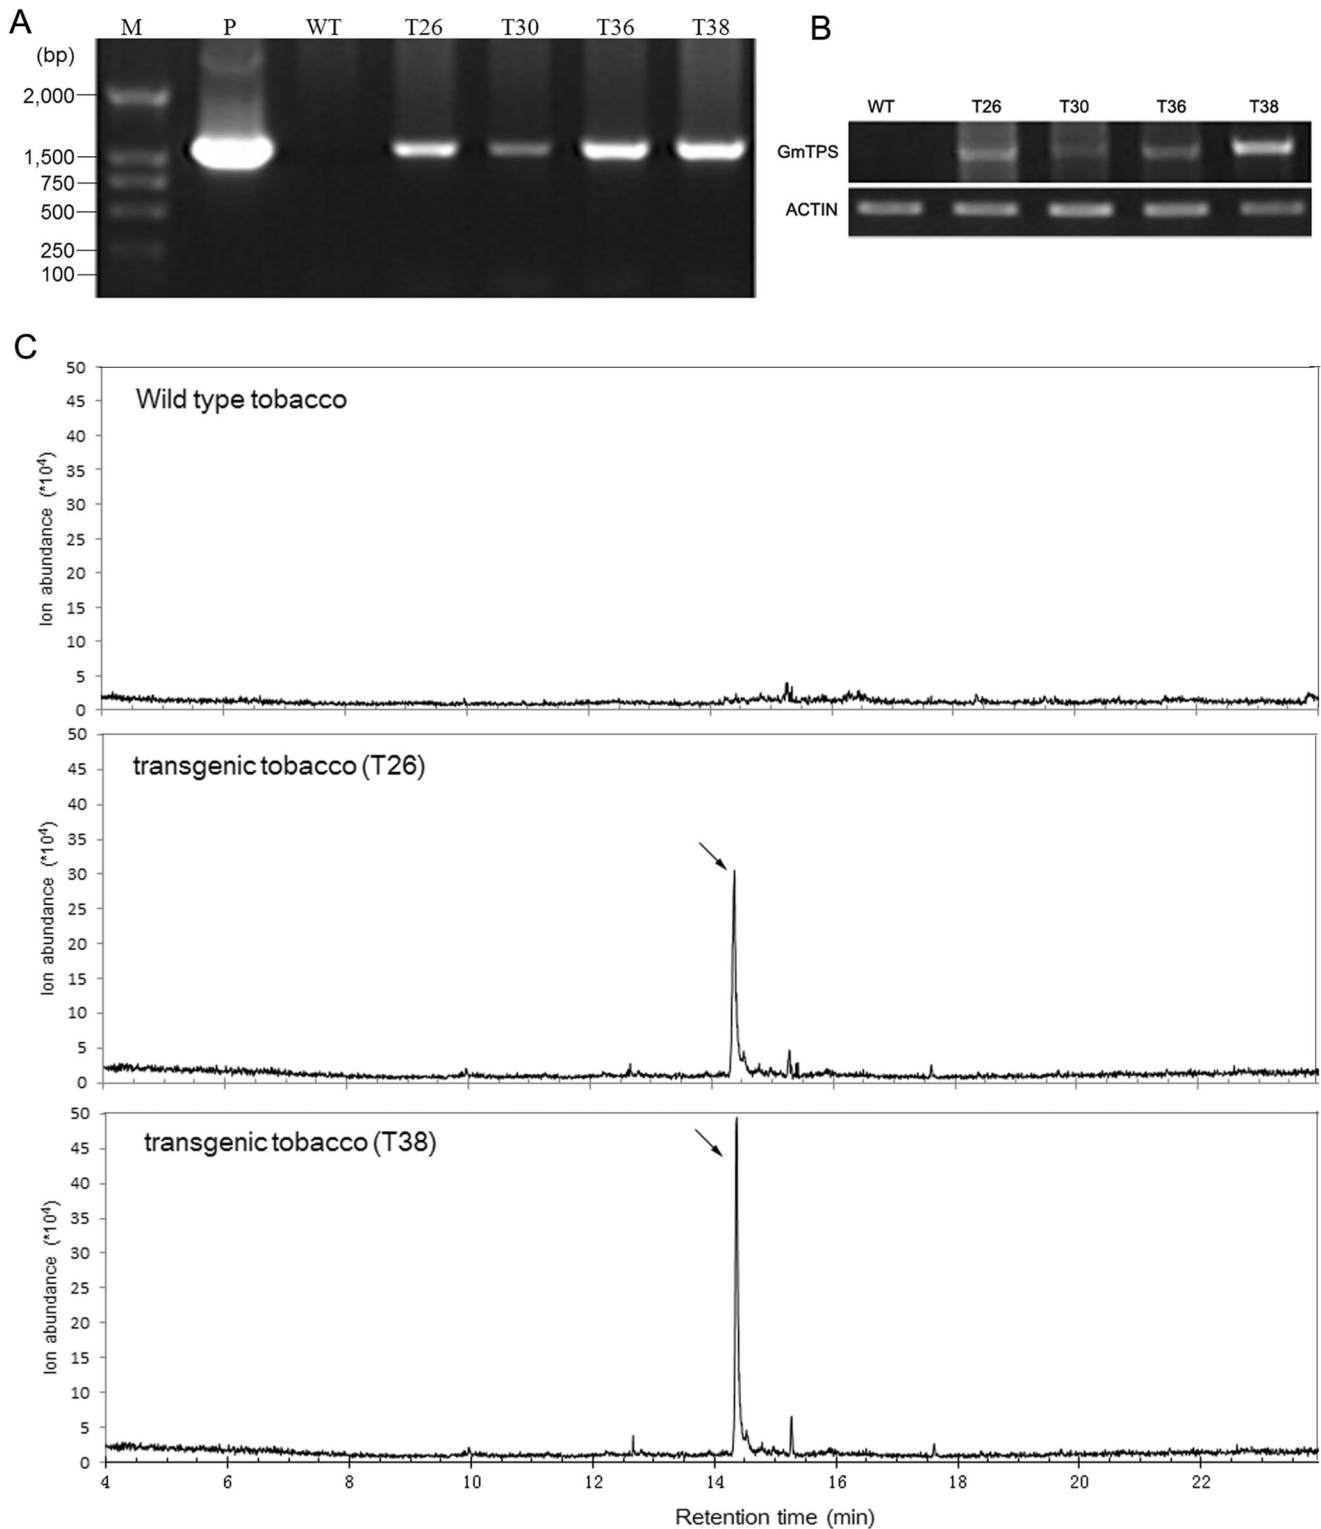 A
M P WT T26 T30 T36 T38
(bp)
2,000
1,500
750
500
250
100
B
WT T26 T30 T36 T38
GmTPS
ACTIN
C
Wild type tobacco
Ion abundance (*10⁴)
50
45
40
35
30
25
20
15
10
5
0
transgenic tobacco (T26)
Ion abundance (*10⁴)
50
45
40
35
30
25
20
15
10
5
0
transgenic tobacco (T38)
Ion abundance (*10⁴)
50
45
40
35
30
25
20
15
10
5
0
4 6 8 10 12 14 16 18 20 22
Retention time (min)